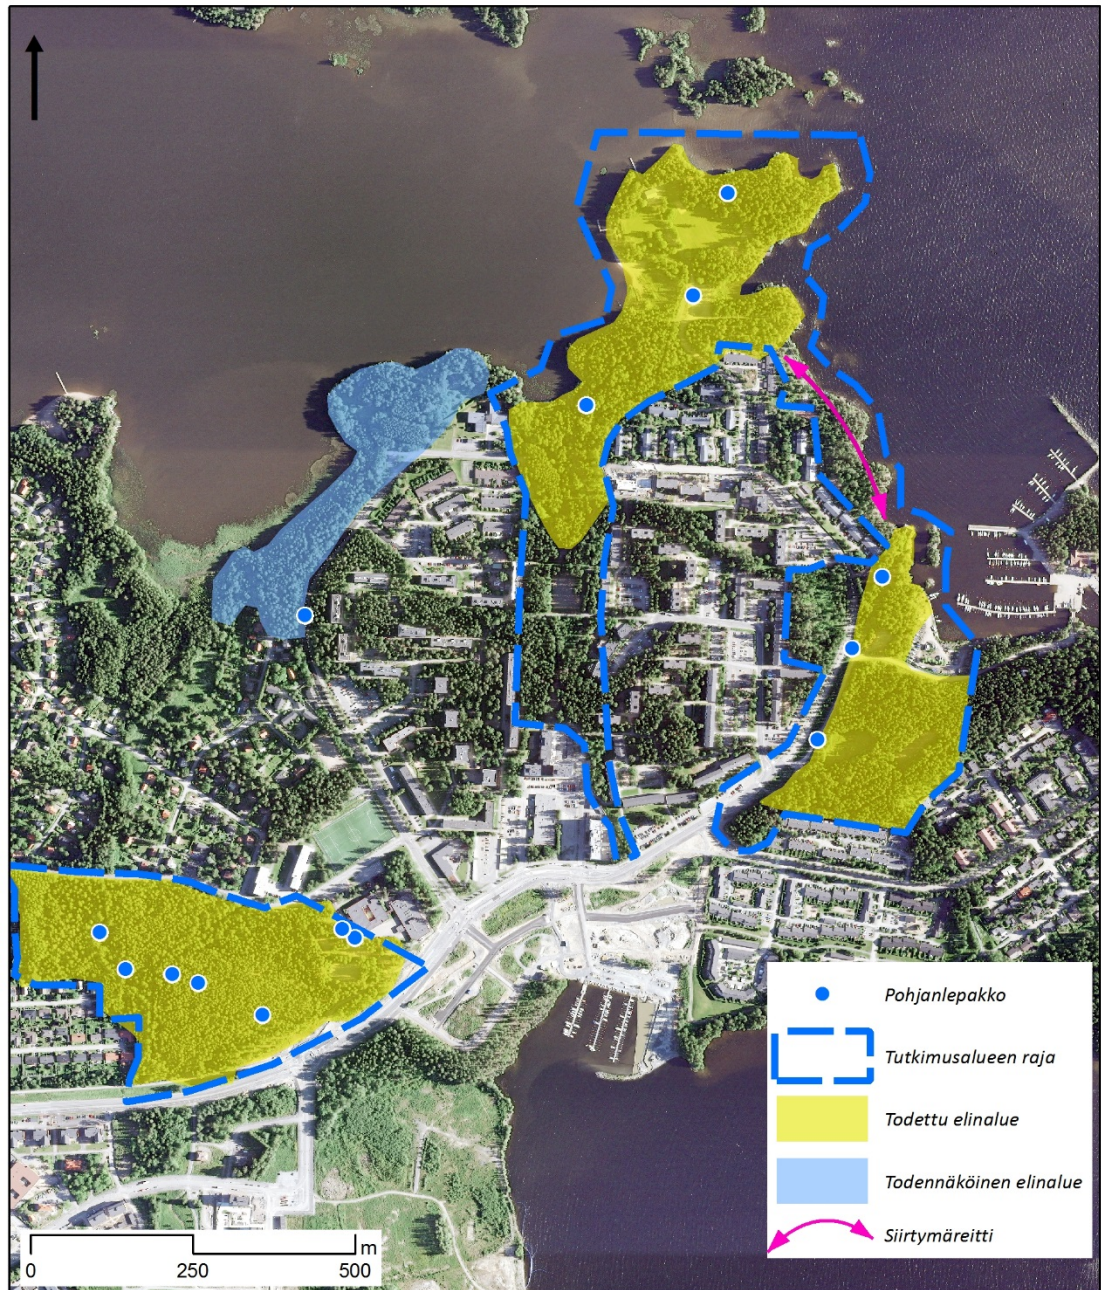 Pohjanlepakko
Tutkimusalueen raja
Todettu elinalue
Todennäköinen elinalue
Siirtymäreitti
m
0 250 500